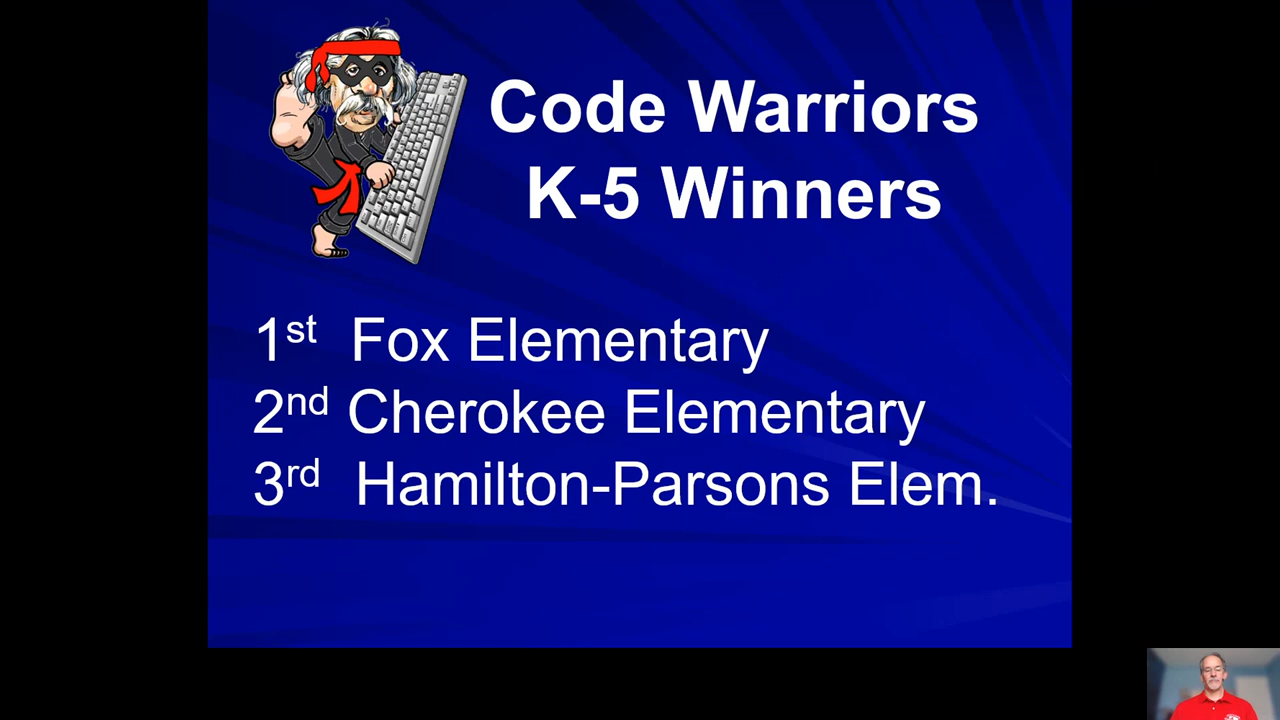 Code Warriors
K-5 Winners
1st Fox Elementary
2nd Cherokee Elementary
3rd Hamilton-Parsons Elem.